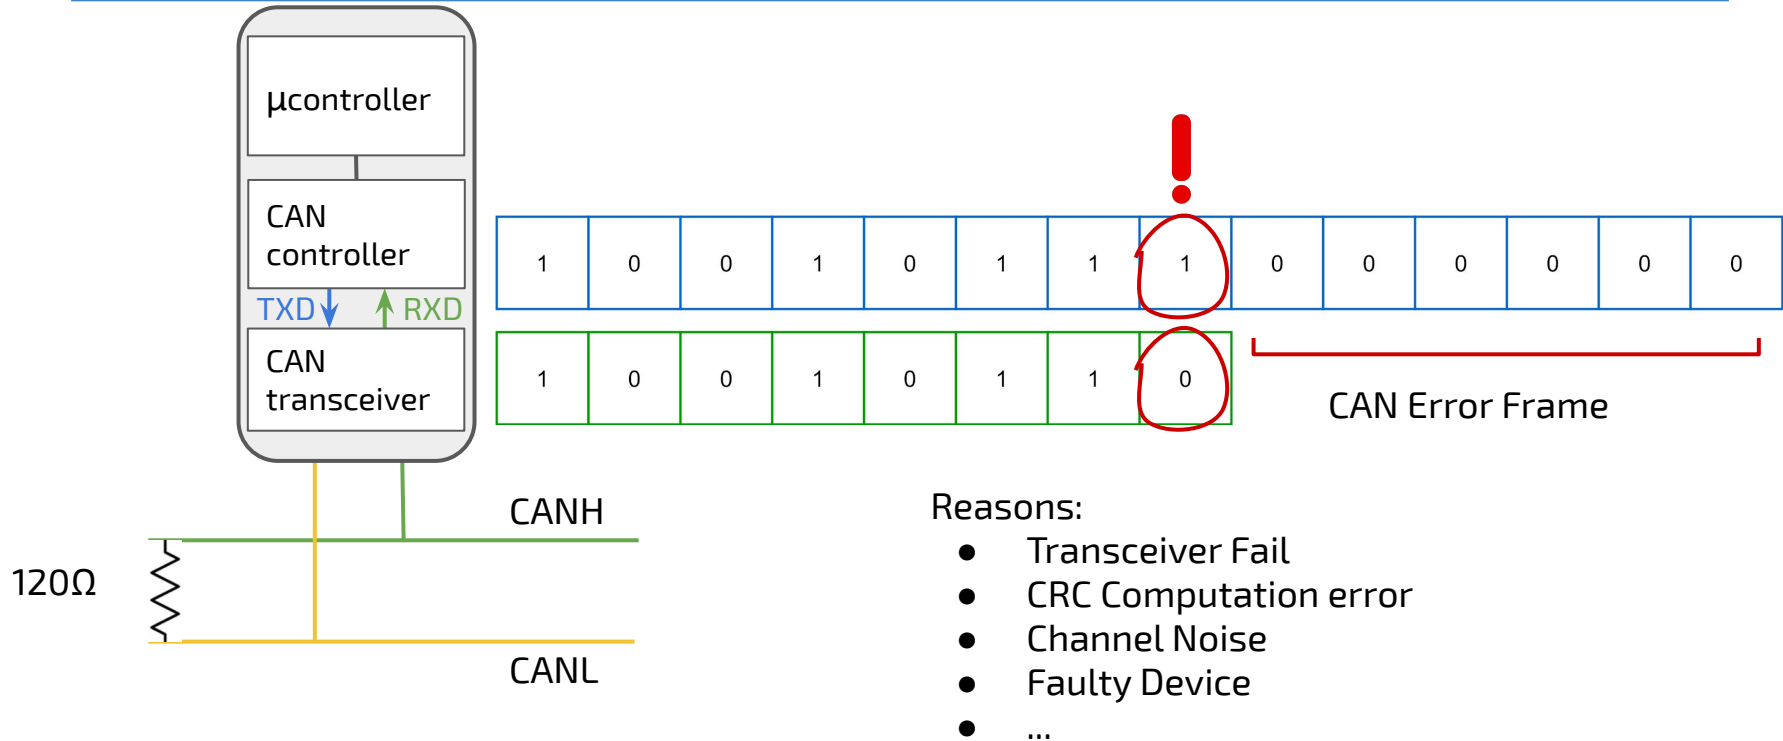 μcontroller
CAN
controller
TXD RXD
CAN
transceiver
1 0 0 1 0 1 1 1 0 0 0 0 0 0
1 0 0 1 0 1 1 0
CAN Error Frame
CANH
120Ω
CANL
Reasons:
● Transceiver Fail
● CRC Computation error
● Channel Noise
● Faulty Device
● ...